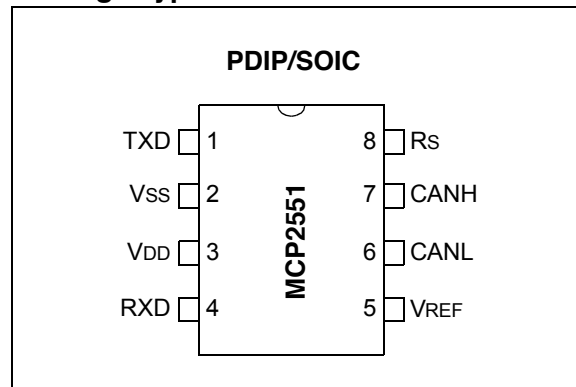 PDIP/SOIC
TXD 1 8 RS
VSS 2 7 CANH
VDD 3 6 CANL
RXD 4 5 VREF
MCP2551